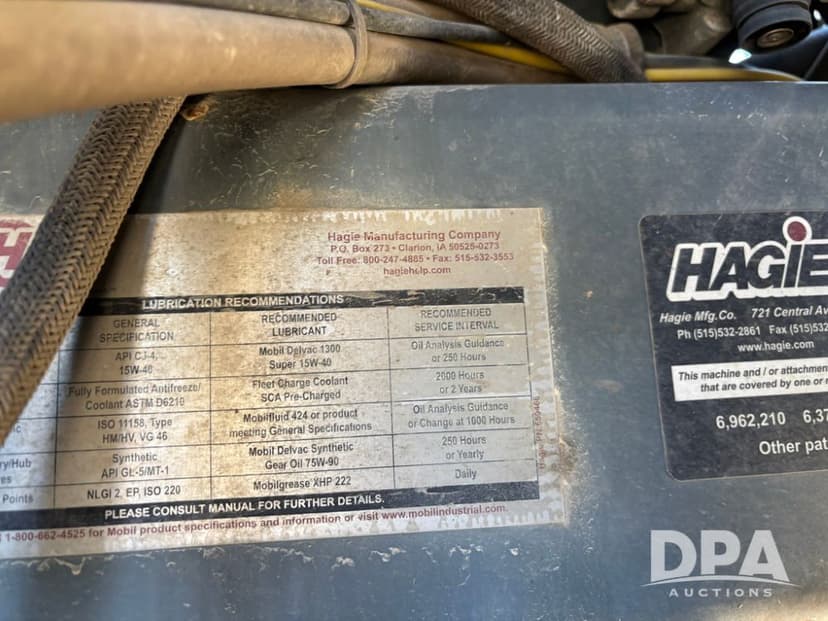 H
Hagie Manufacturing Company
P.O. Box 273 • Clarion, IA 50525-0273
Toll Free: 800-247-4885 • Fax: 515-532-3553
hagiehelp.com
LUBRICATION RECOMMENDATIONS
GENERAL SPECIFICATION
RECOMMENDED LUBRICANT
RECOMMENDED SERVICE INTERVAL
API CJ-4, 15W-40
Mobil Delvac 1300 Super 15W-40
Oil Analysis Guidance or 250 Hours
Fully Formulated Antifreeze/ Coolant ASTM D6210
Fleet Charge Coolant SCA Pre-Charged
2000 Hours or 2 Years
ISO 11158, Type HM/HV, VG 46
Mobilfluid 424 or product meeting General Specifications
Oil Analysis Guidance or Change at 1000 Hours
ry/Hub
es
Synthetic API GL-5/MT-1
Mobil Delvac Synthetic Gear Oil 75W-90
250 Hours or Yearly
Points
NLGI 2, EP, ISO 220
Mobilgrease XHP 222
Daily
PLEASE CONSULT MANUAL FOR FURTHER DETAILS.
1-800-662-4525 for Mobil product specifications and information or visit www.mobilindustrial.com.
HAGIE
Hagie Mfg.Co. 721 Central Av
Ph (515)532-2861 Fax (515)532
www.hagie.com
This machine and / or attachment
that are covered by one or
6,962,210 6,37
Other pat
DPA
AUCTIONS